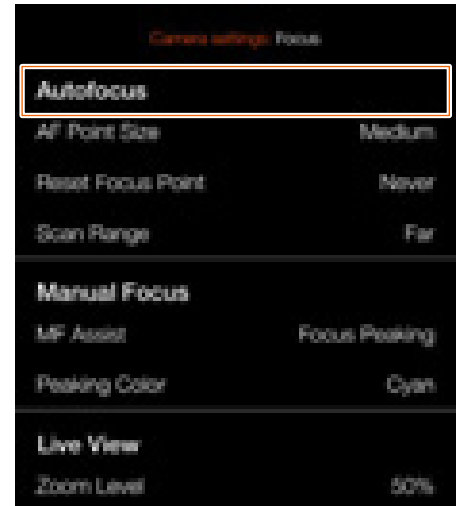 Camera settings: Focus
Autofocus
AF Point Size Medium
Reset Focus Point Never
Scan Range Far
Manual Focus
MF Assist Focus Peaking
Peaking Color Cyan
Live View
Zoom Level 50%